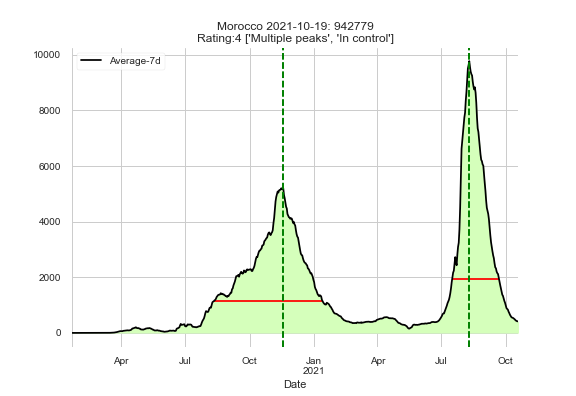 Morocco 2021-10-19: 942779
Rating:4 ['Multiple peaks', 'In control']
Average-7d
10000
8000
6000
4000
2000
0
Apr Jul Oct Jan Apr Jul Oct
2021
Date